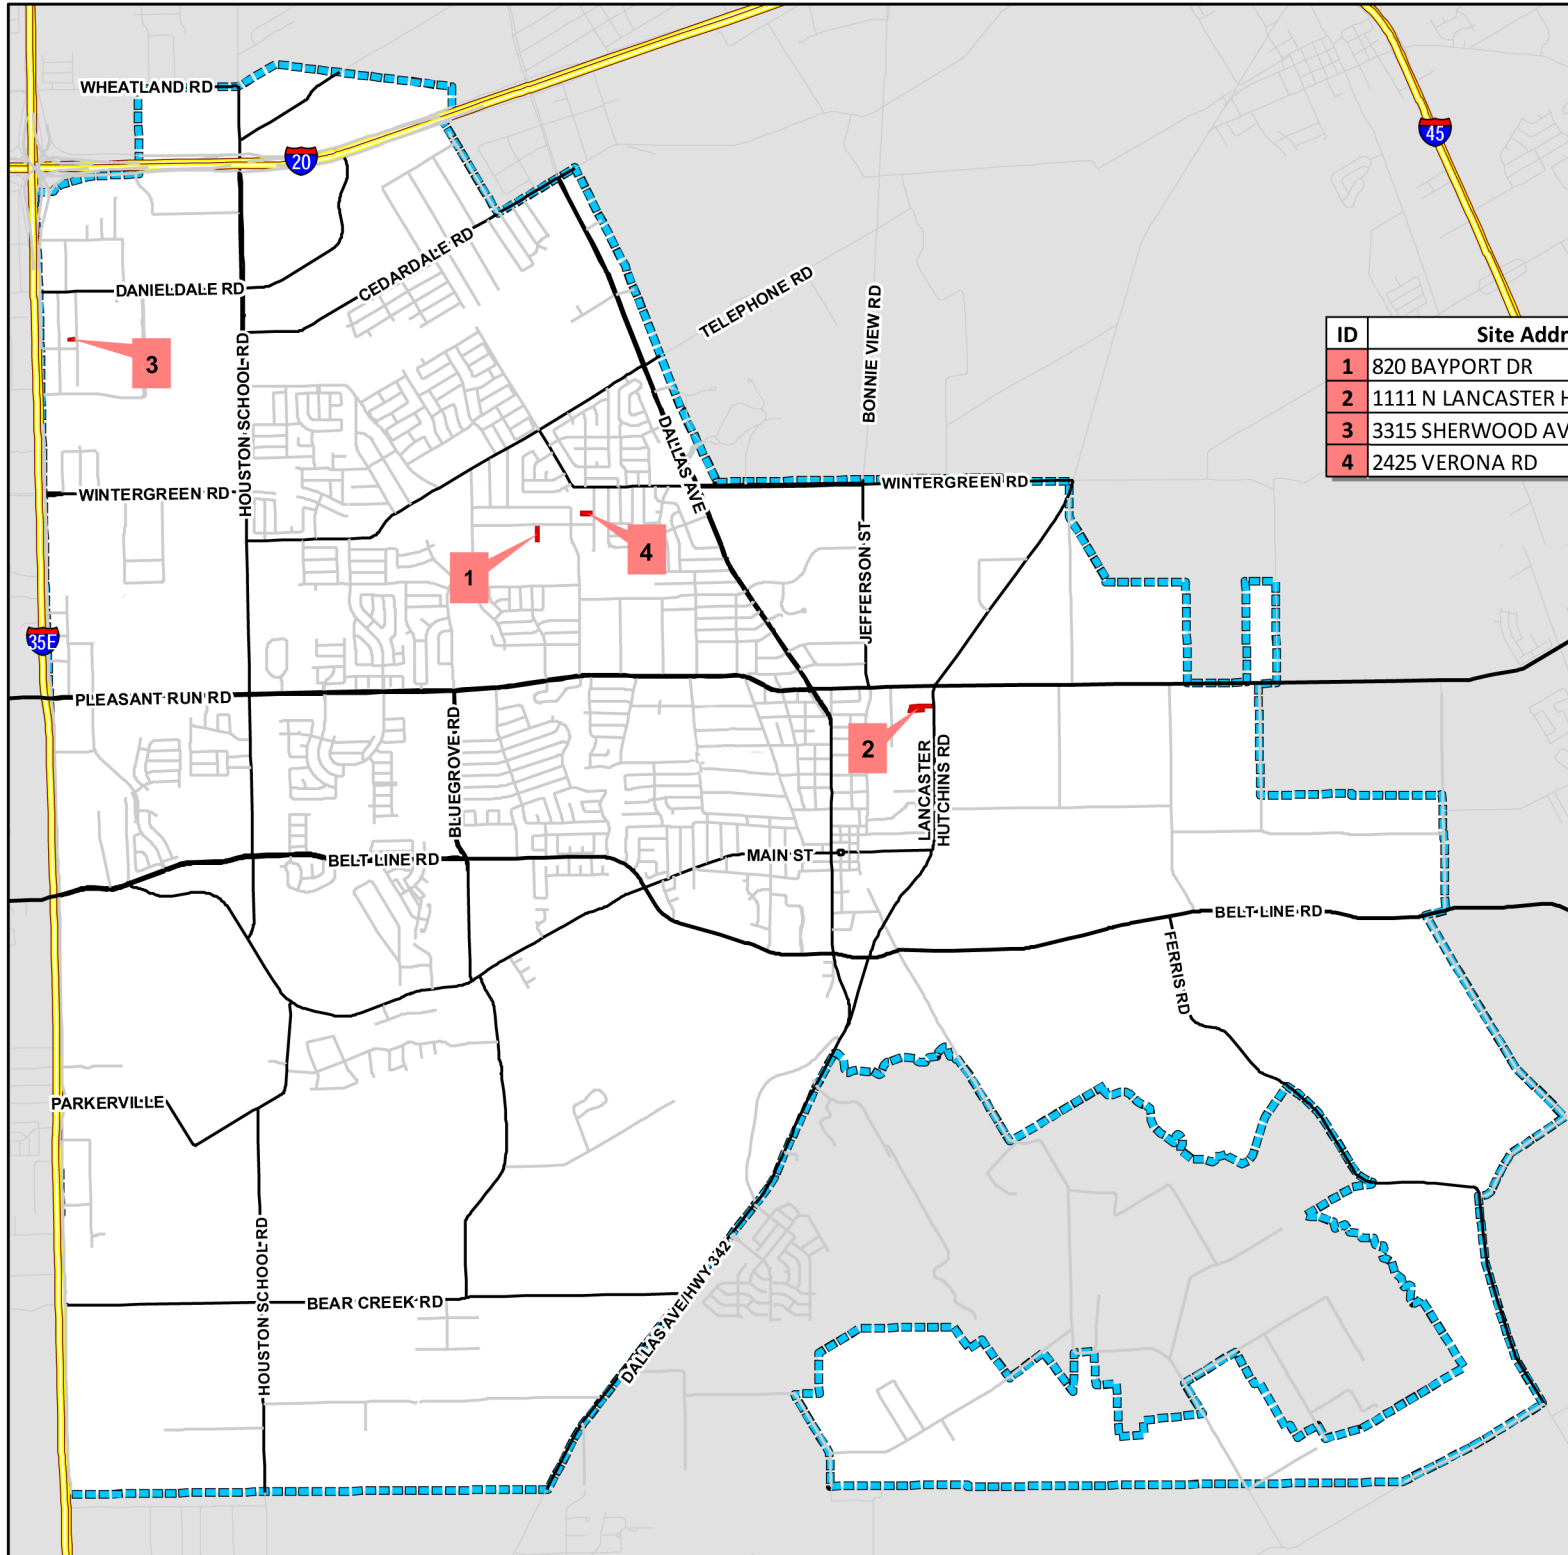 WHEATLAND RD
20
45
CEDARDALE RD
DANIELDALE RD
TELEPHONE RD
BONNIE VIEW RD
3
HOUSTON SCHOOL RD
ID Site Addr
1 820 BAYPORT DR
2 1111 N LANCASTER H
3 3315 SHERWOOD AV
4 2425 VERONA RD
DALLAS AVE
WINTERGREEN RD
WINTERGREEN RD
4
1
JEFFERSON ST
35E
PLEASANT RUN RD
2
BLUEGROVE RD
LANCASTER
HUTCHINS RD
BELT LINE RD
MAIN ST
BELT LINE RD
FERRIS RD
PARKERVILLE
HOUSTON SCHOOL RD
BEAR CREEK RD
DALLAS AVE/HWY 342